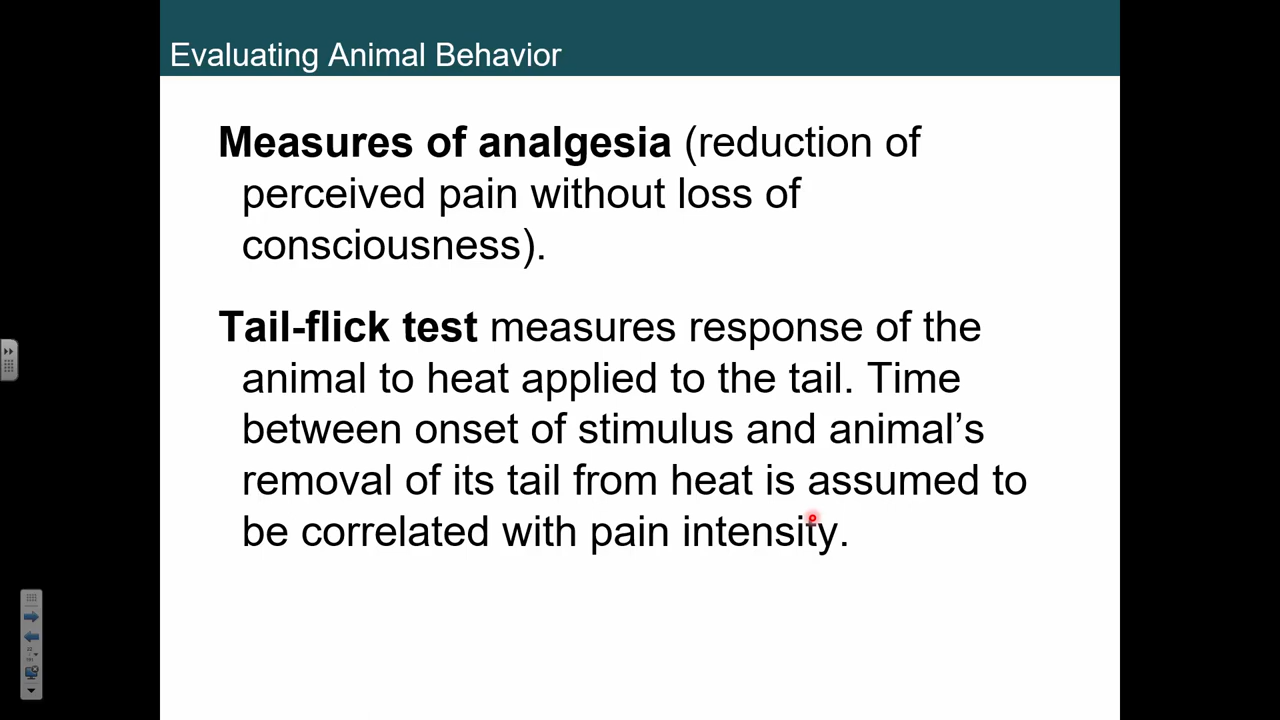 Evaluating Animal Behavior
Measures of analgesia (reduction of
perceived pain without loss of
consciousness).
Tail-flick test measures response of the
animal to heat applied to the tail. Time
between onset of stimulus and animal’s
removal of its tail from heat is assumed to
be correlated with pain intensity.